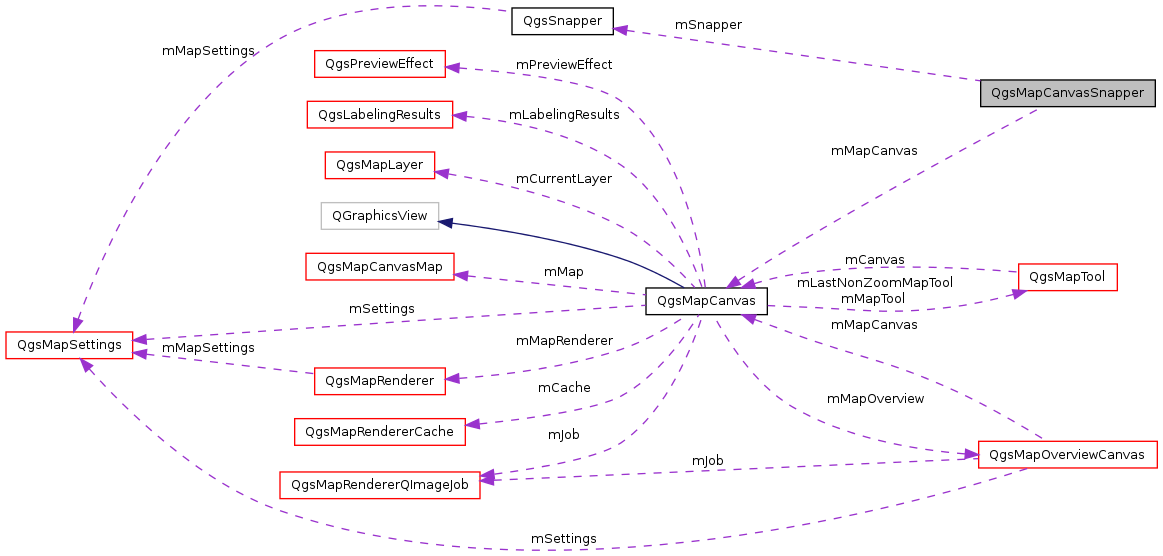 QgsSnapper
mSnapper
mMapSettings
QgsPreviewEffect
mPreviewEffect
QgsMapCanvasSnapper
QgsLabelingResults
mLabelingResults
mMapCanvas
QgsMapLayer
mCurrentLayer
QGraphicsView
mCanvas
QgsMapCanvasMap
mMap
QgsMapTool
mLastNonZoomMapTool
mMapTool
QgsMapCanvas
mSettings
mMapCanvas
QgsMapSettings
mMapSettings
mMapRenderer
QgsMapRenderer
mCache
mMapOverview
QgsMapRendererCache
mJob
QgsMapOverviewCanvas
mJob
QgsMapRendererQImageJob
mSettings